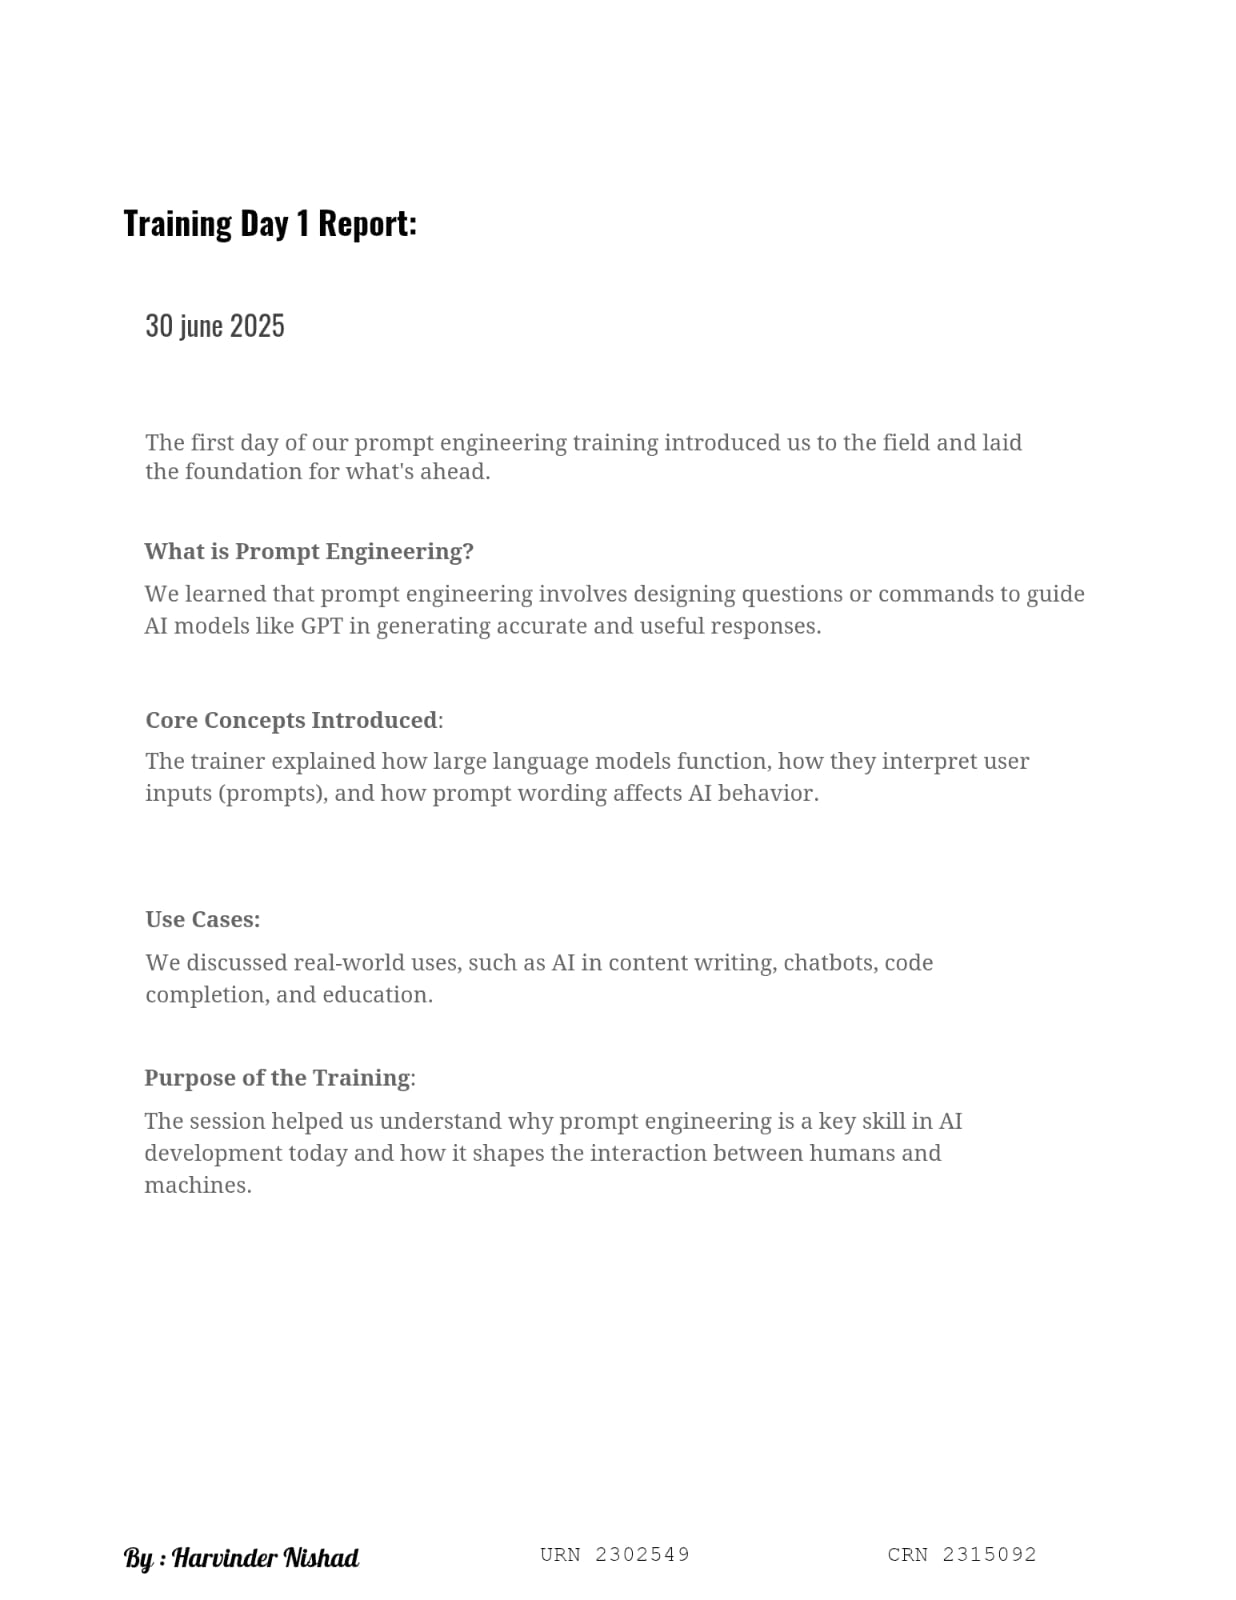 Training Day 1 Report:
30 june 2025
The first day of our prompt engineering training introduced us to the field and laid
the foundation for what's ahead.
What is Prompt Engineering?
We learned that prompt engineering involves designing questions or commands to guide
AI models like GPT in generating accurate and useful responses.
Core Concepts Introduced:
The trainer explained how large language models function, how they interpret user
inputs (prompts), and how prompt wording affects AI behavior.
Use Cases:
We discussed real-world uses, such as AI in content writing, chatbots, code
completion, and education.
Purpose of the Training:
The session helped us understand why prompt engineering is a key skill in AI
development today and how it shapes the interaction between humans and
machines.
By : Harvinder Nishad URN 2302549 CRN 2315092